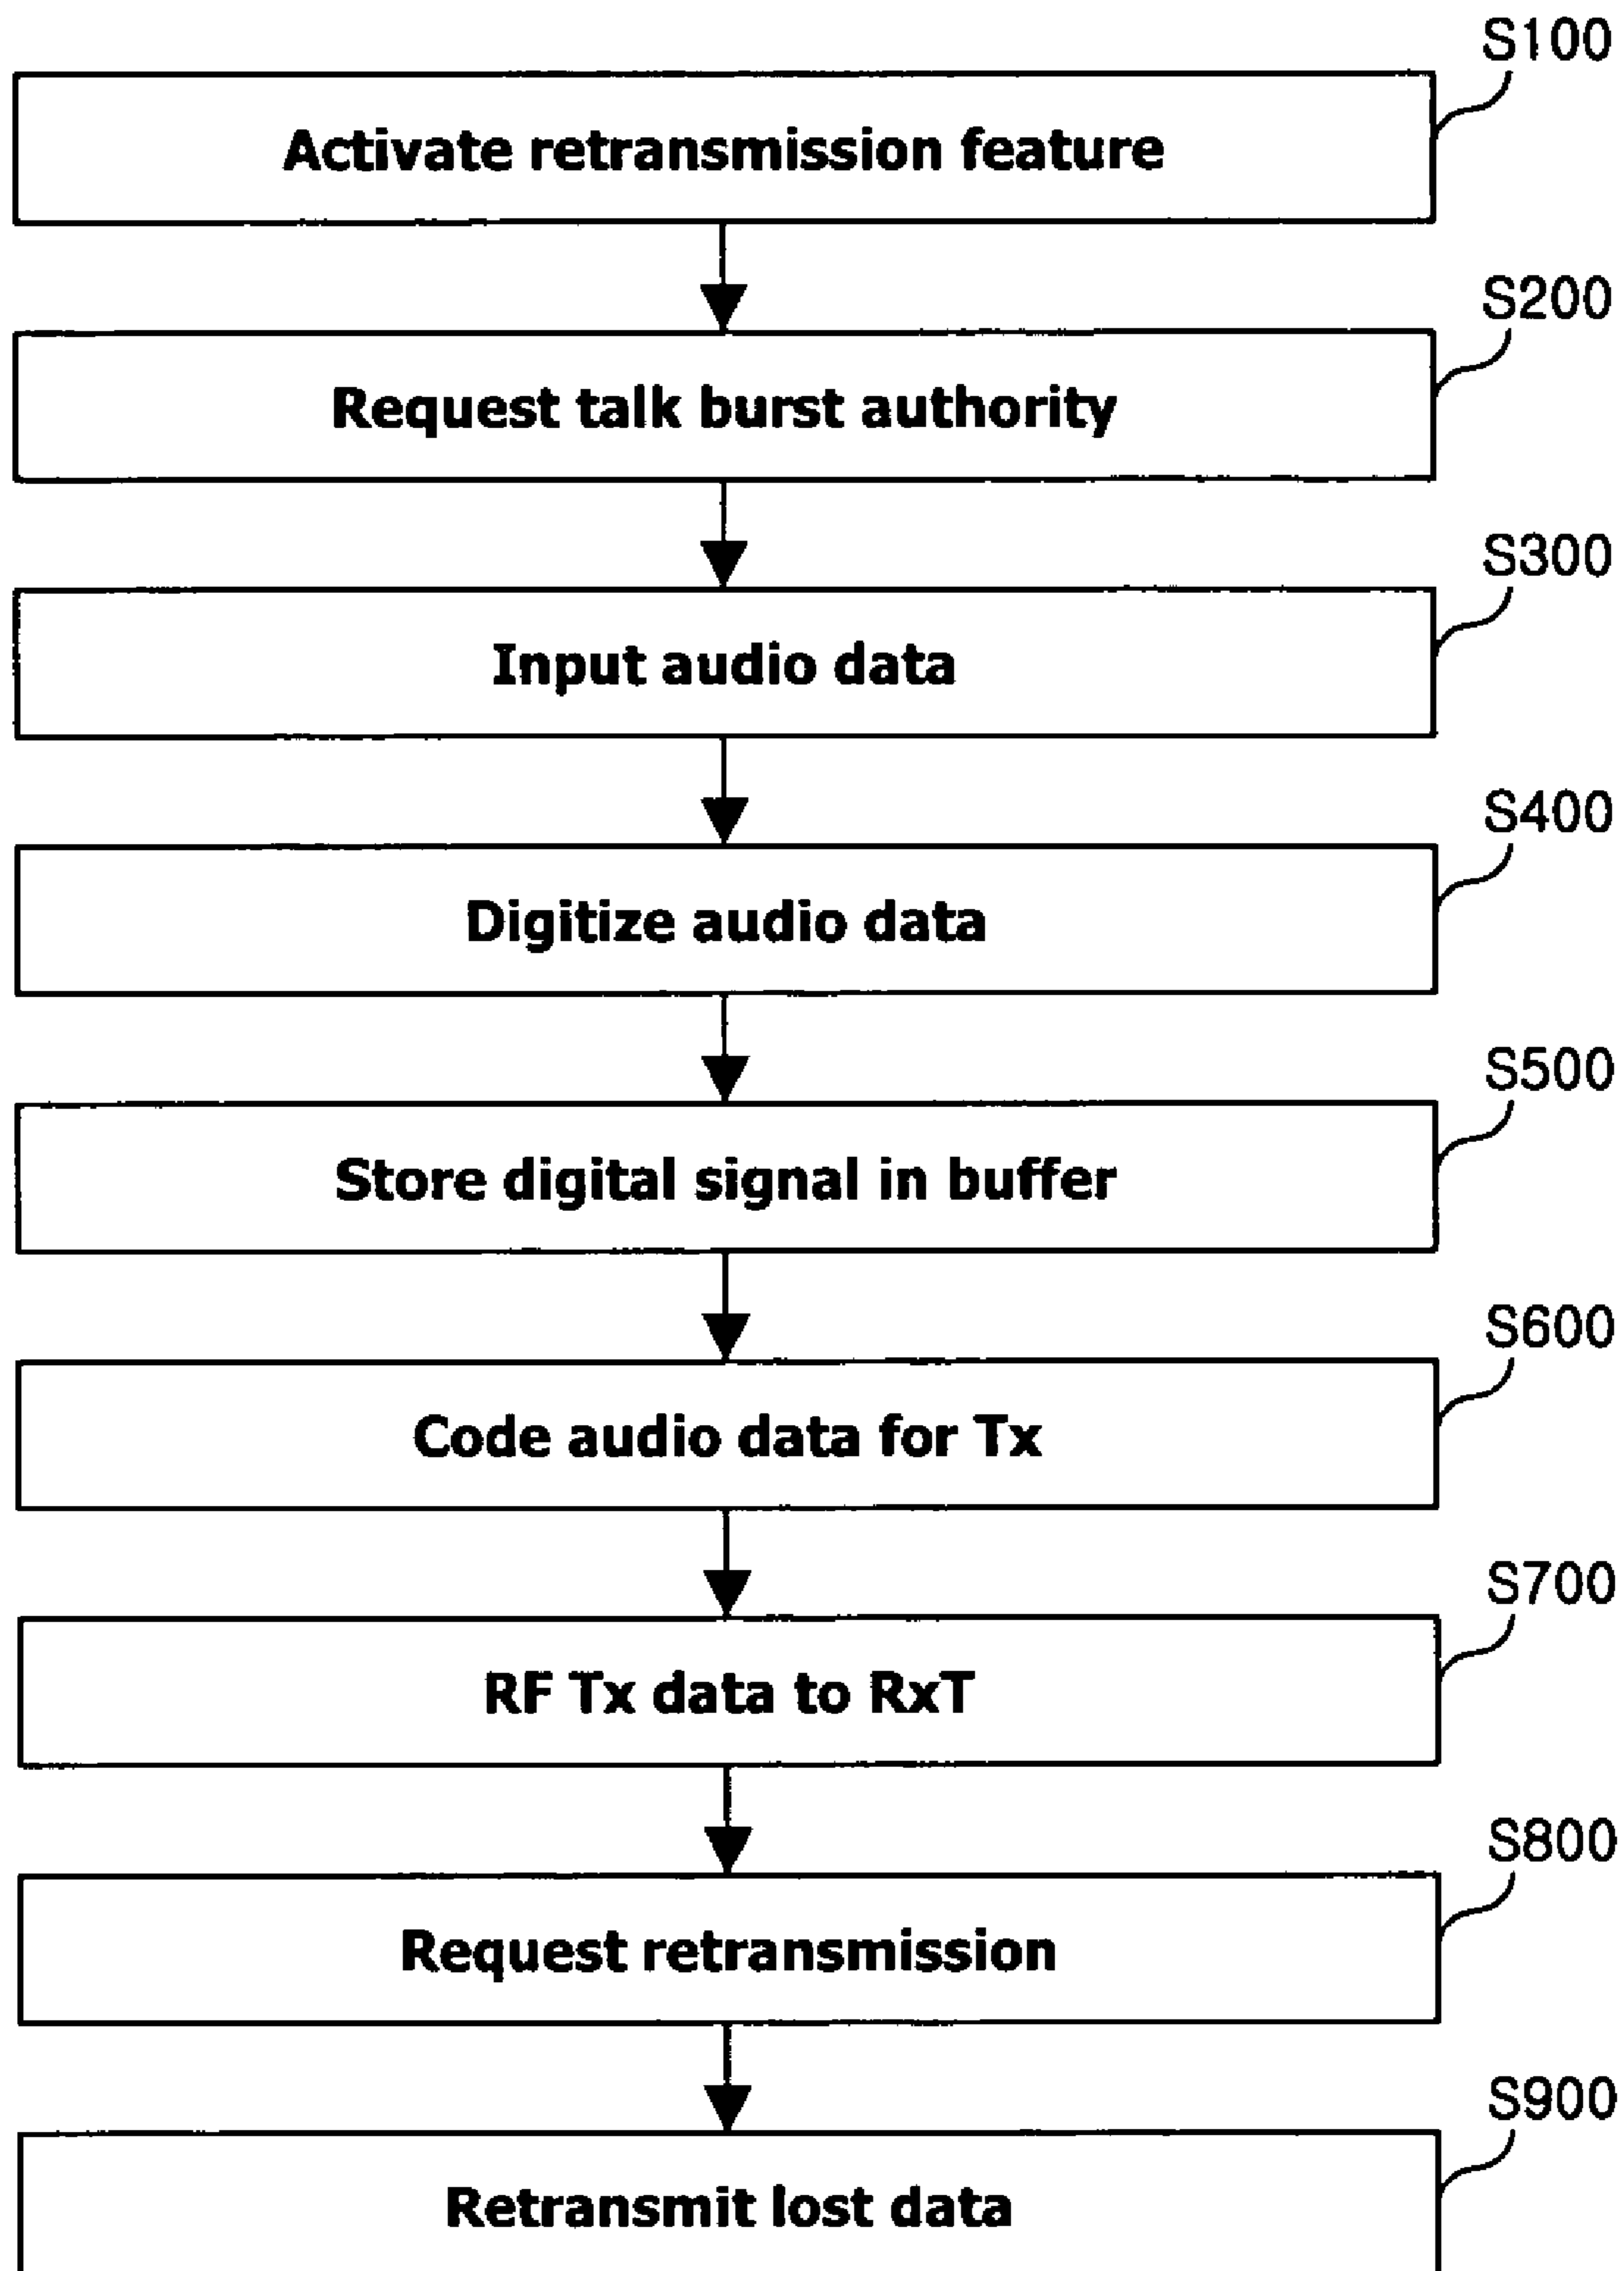 S100
Activate retransmission feature
S200
Request talk burst authority
S300
Input audio data
S400
Digitize audio data
S500
Store digital signal in buffer
S600
Code audio data for Tx
S700
RF Tx data to RxT
S800
Request retransmission
S900
Retransmit lost data